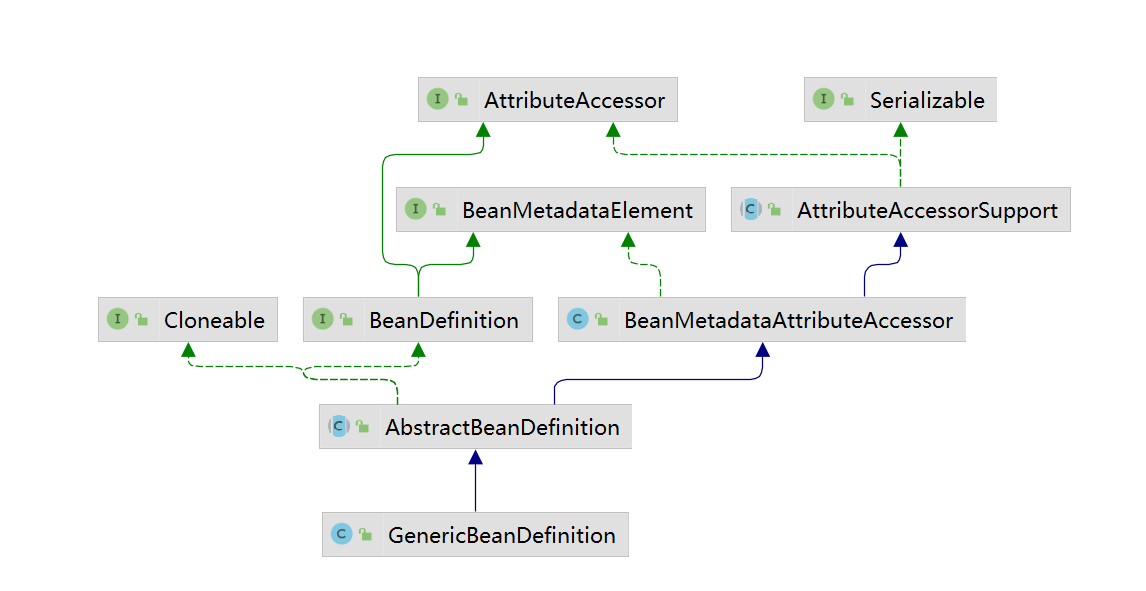 I AttributeAccessor
I Serializable
I BeanMetadataElement
C AttributeAccessorSupport
I Cloneable
I BeanDefinition
C BeanMetadataAttributeAccessor
C AbstractBeanDefinition
C GenericBeanDefinition